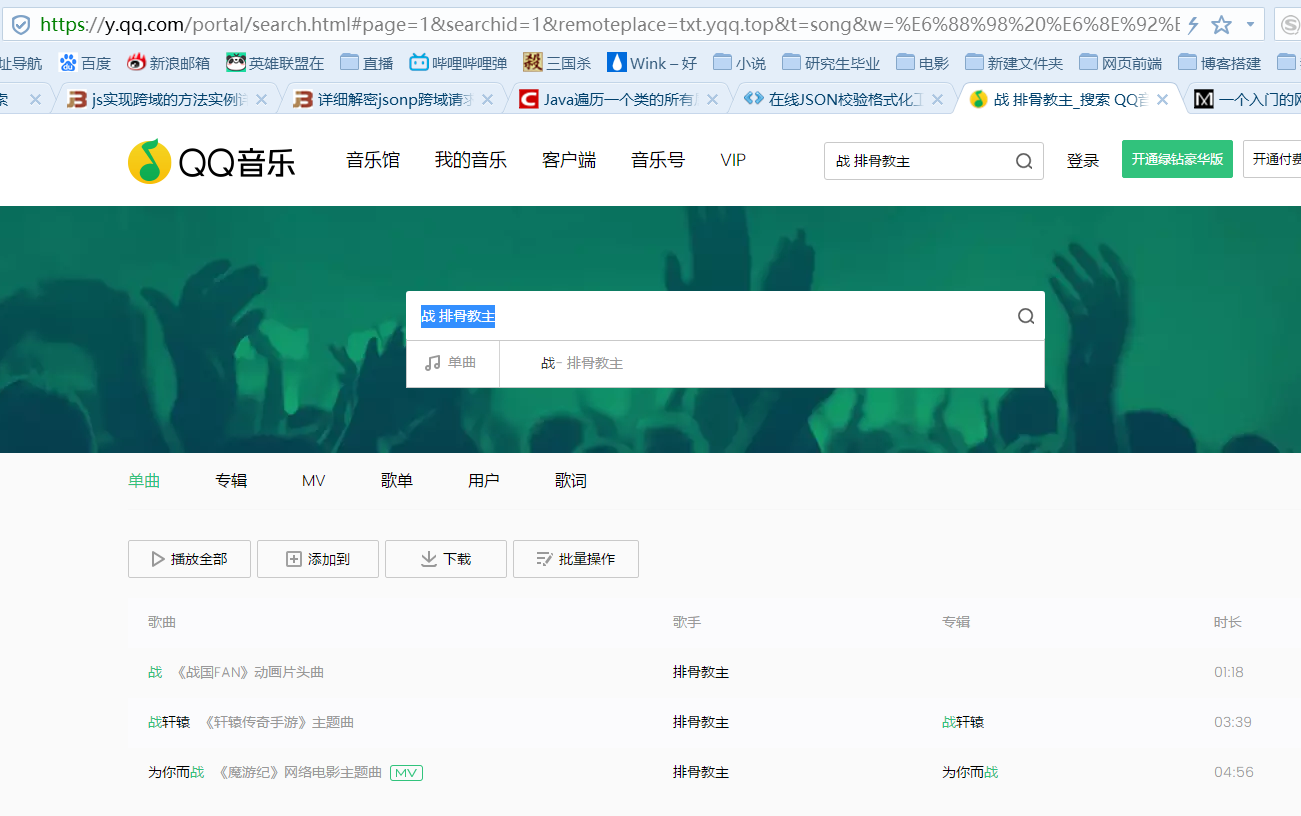 https://y.qq.com/portal/search.html#page=1&searchid=1&remoteplace=txt.yqq.top&t=song&w=%E6%88%98%20%E6%8E%92%E
址导航 百度 新浪邮箱 英雄联盟在 直播 哔哩哔哩弹 三国杀 Wink – 好 小说 研究生毕业 电影 新建文件夹 网页前端 博客搭建
索 js实现跨域的方法实例详 详细解密jsonp跨域请求 Java遍历一个类的所有 在线JSON校验格式化工 战 排骨教主_搜索 QQ音 一个入门的
QQ音乐 音乐馆 我的音乐 客户端 音乐号 VIP 战 排骨教主 登录 开通绿钻豪华版 开通付费
战 排骨教主
单曲 战- 排骨教主
单曲 专辑 MV 歌单 用户 歌词
播放全部 添加到 下载 批量操作
歌曲 歌手 专辑 时长
战 《战国FAN》动画片头曲 排骨教主 01:18
战轩辕 《轩辕传奇手游》主题曲 排骨教主 战轩辕 03:39
为你而战 《魔游纪》网络电影主题曲 MV 排骨教主 为你而战 04:56